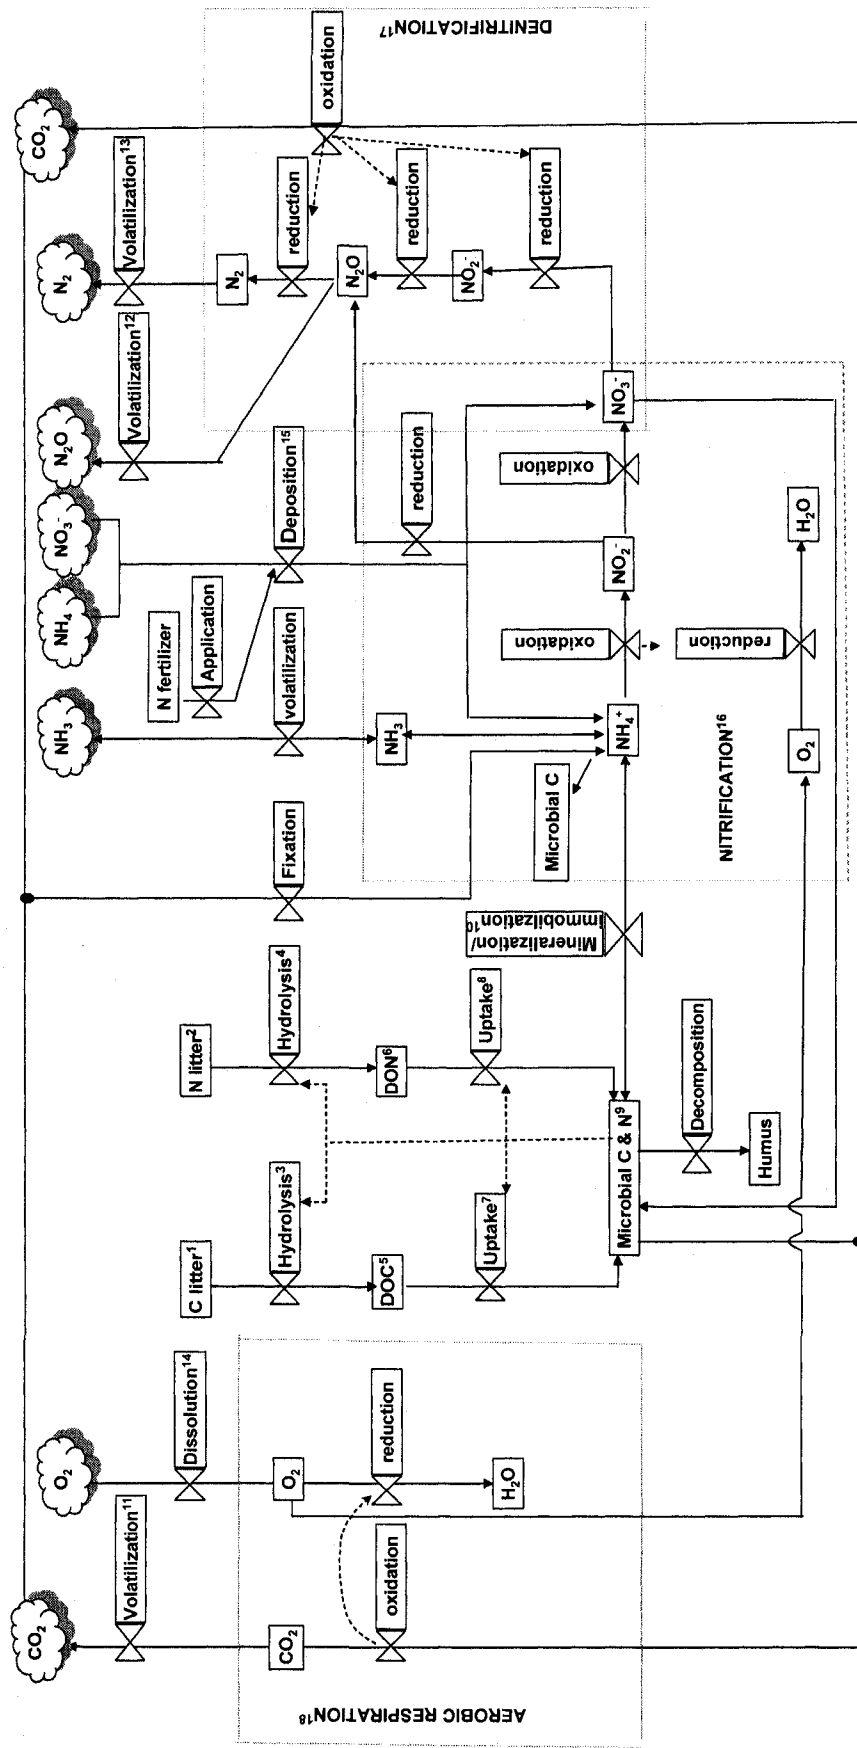 CO₂
O₂
NH₃
NH₄
NO₃⁻
N₂O
N₂
CO₂
Volatilization¹¹
Dissolution¹⁴
C litter¹
N litter²
N fertilizer
Application
Volatilization¹²
Volatilization¹³
CO₂
O₂
Hydrolysis³
Hydrolysis⁴
Fixation
volatilization
Deposition¹⁵
N₂
oxidation
reduction
DOC⁵
DON⁶
NH₃
reduction
N₂O
reduction
oxidation
H₂O
Uptake⁷
Uptake⁸
reduction
NO₂⁻
reduction
AEROBIC RESPIRATION¹⁸
Microbial C & N⁹
Mineralization/
immobilization¹⁰
Microbial C
NH₄⁺
oxidation
NO₂⁻
oxidation
NO₃⁻
DENITRIFICATION¹⁷
Decomposition
Humus
NITRIFICATION¹⁶
reduction
O₂
H₂O